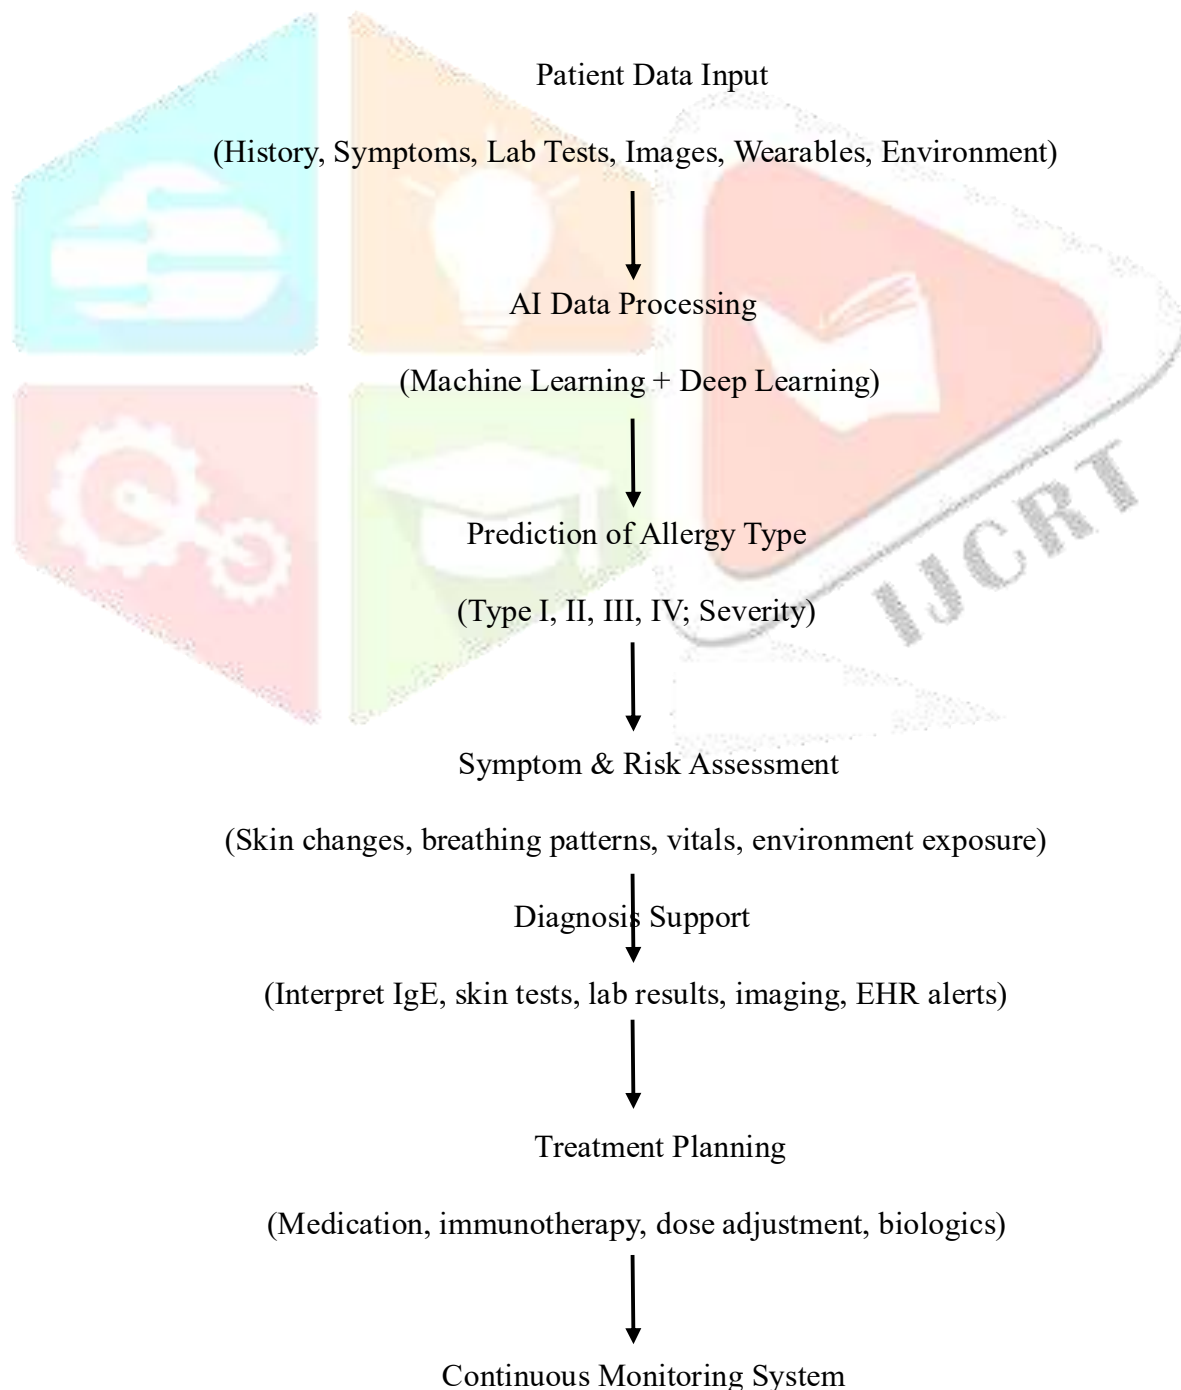 Patient Data Input
(History, Symptoms, Lab Tests, Images, Wearables, Environment)
AI Data Processing
(Machine Learning + Deep Learning)
Prediction of Allergy Type
(Type I, II, III, IV; Severity)
IJCRT
Symptom & Risk Assessment
(Skin changes, breathing patterns, vitals, environment exposure)
Diagnosis Support
(Interpret IgE, skin tests, lab results, imaging, EHR alerts)
Treatment Planning
(Medication, immunotherapy, dose adjustment, biologics)
Continuous Monitoring System